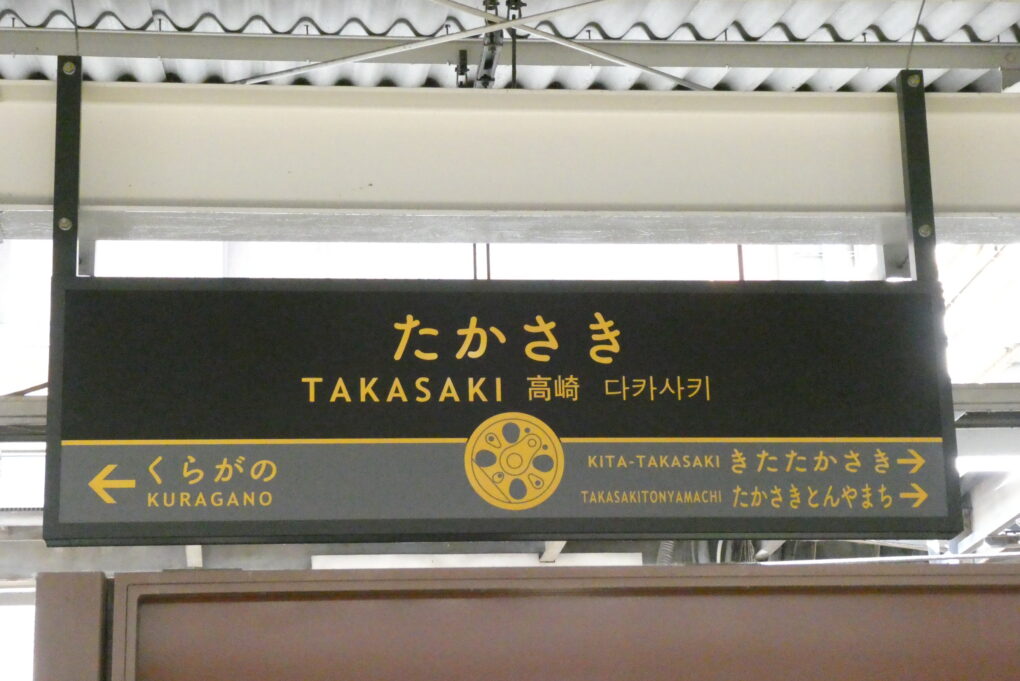 たかさき
TAKASAKI 高崎 다카사키
くらがの
KURAGANO
KITA-TAKASAKI きたたかさき
TAKASAKITONYAMACHI たかさきとんやまち